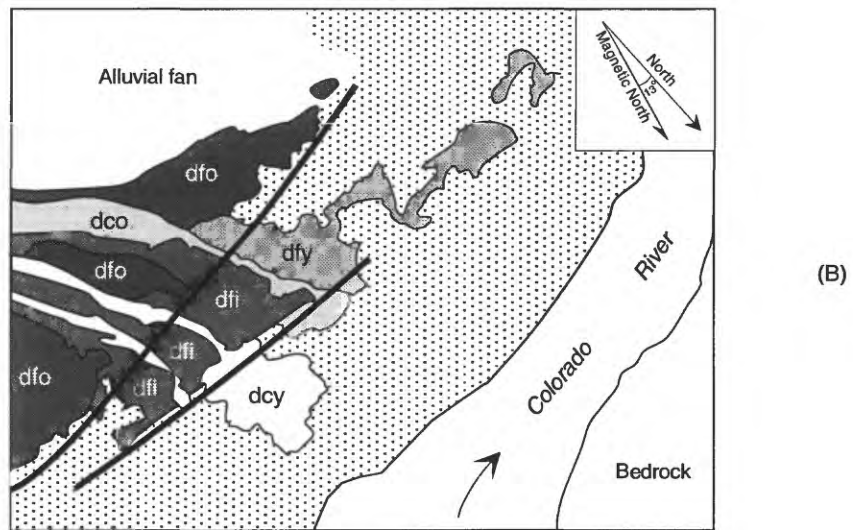 Alluvial fan
North
Magnetic North
dfo
dco
dfy
dfo
dfi
River
(B)
dfi
dfo
dfi
dcy
Colorado
Bedrock